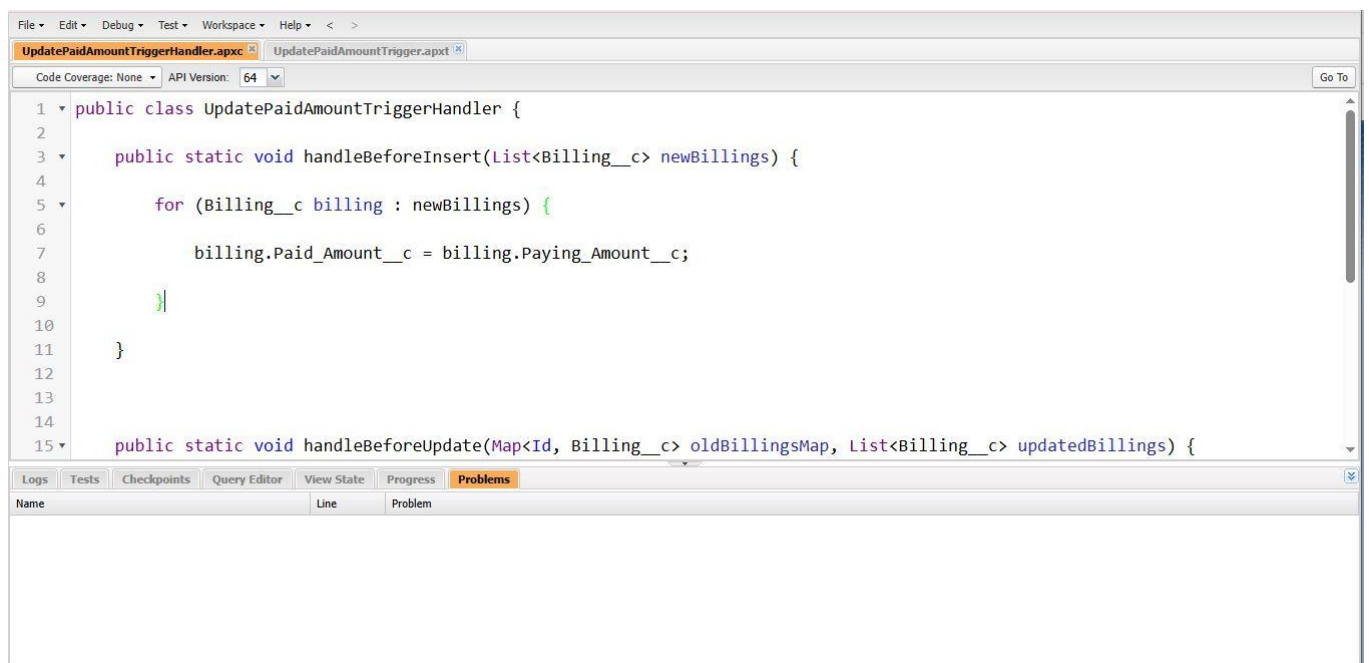 File Edit Debug Test Workspace Help < >
UpdatePaidAmountTriggerHandler.apxc UpdatePaidAmountTrigger.apxt
Code Coverage: None API Version: 64 Go To
1 public class UpdatePaidAmountTriggerHandler {
2
3 public static void handleBeforeInsert(List<Billing__c> newBillings) {
4
5 for (Billing__c billing : newBillings) {
6
7 billing.Paid_Amount__c = billing.Paying_Amount__c;
8
9 }
10
11 }
12
13
14
15 public static void handleBeforeUpdate(Map<Id, Billing__c> oldBillingsMap, List<Billing__c> updatedBillings) {
Logs Tests Checkpoints Query Editor View State Progress Problems
Name Line Problem